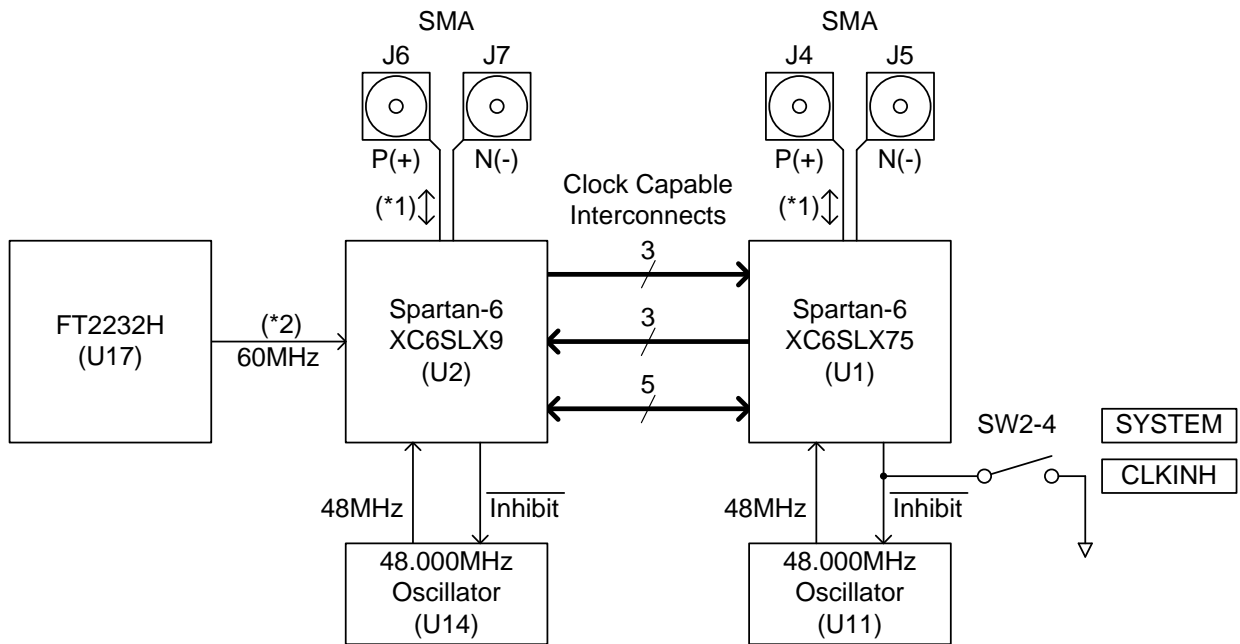 SMA
SMA
J6
J7
J4
J5
P(+)
N(-)
P(+)
N(-)
(*1)
Clock Capable
Interconnects
(*1)
3
3
5
FT2232H
(U17)
(*2)
60MHz
Spartan-6
XC6SLX9
(U2)
Spartan-6
XC6SLX75
(U1)
SW2-4
SYSTEM
CLKINH
48MHz
Inhibit
48MHz
Inhibit
48.000MHz
Oscillator
(U14)
48.000MHz
Oscillator
(U11)